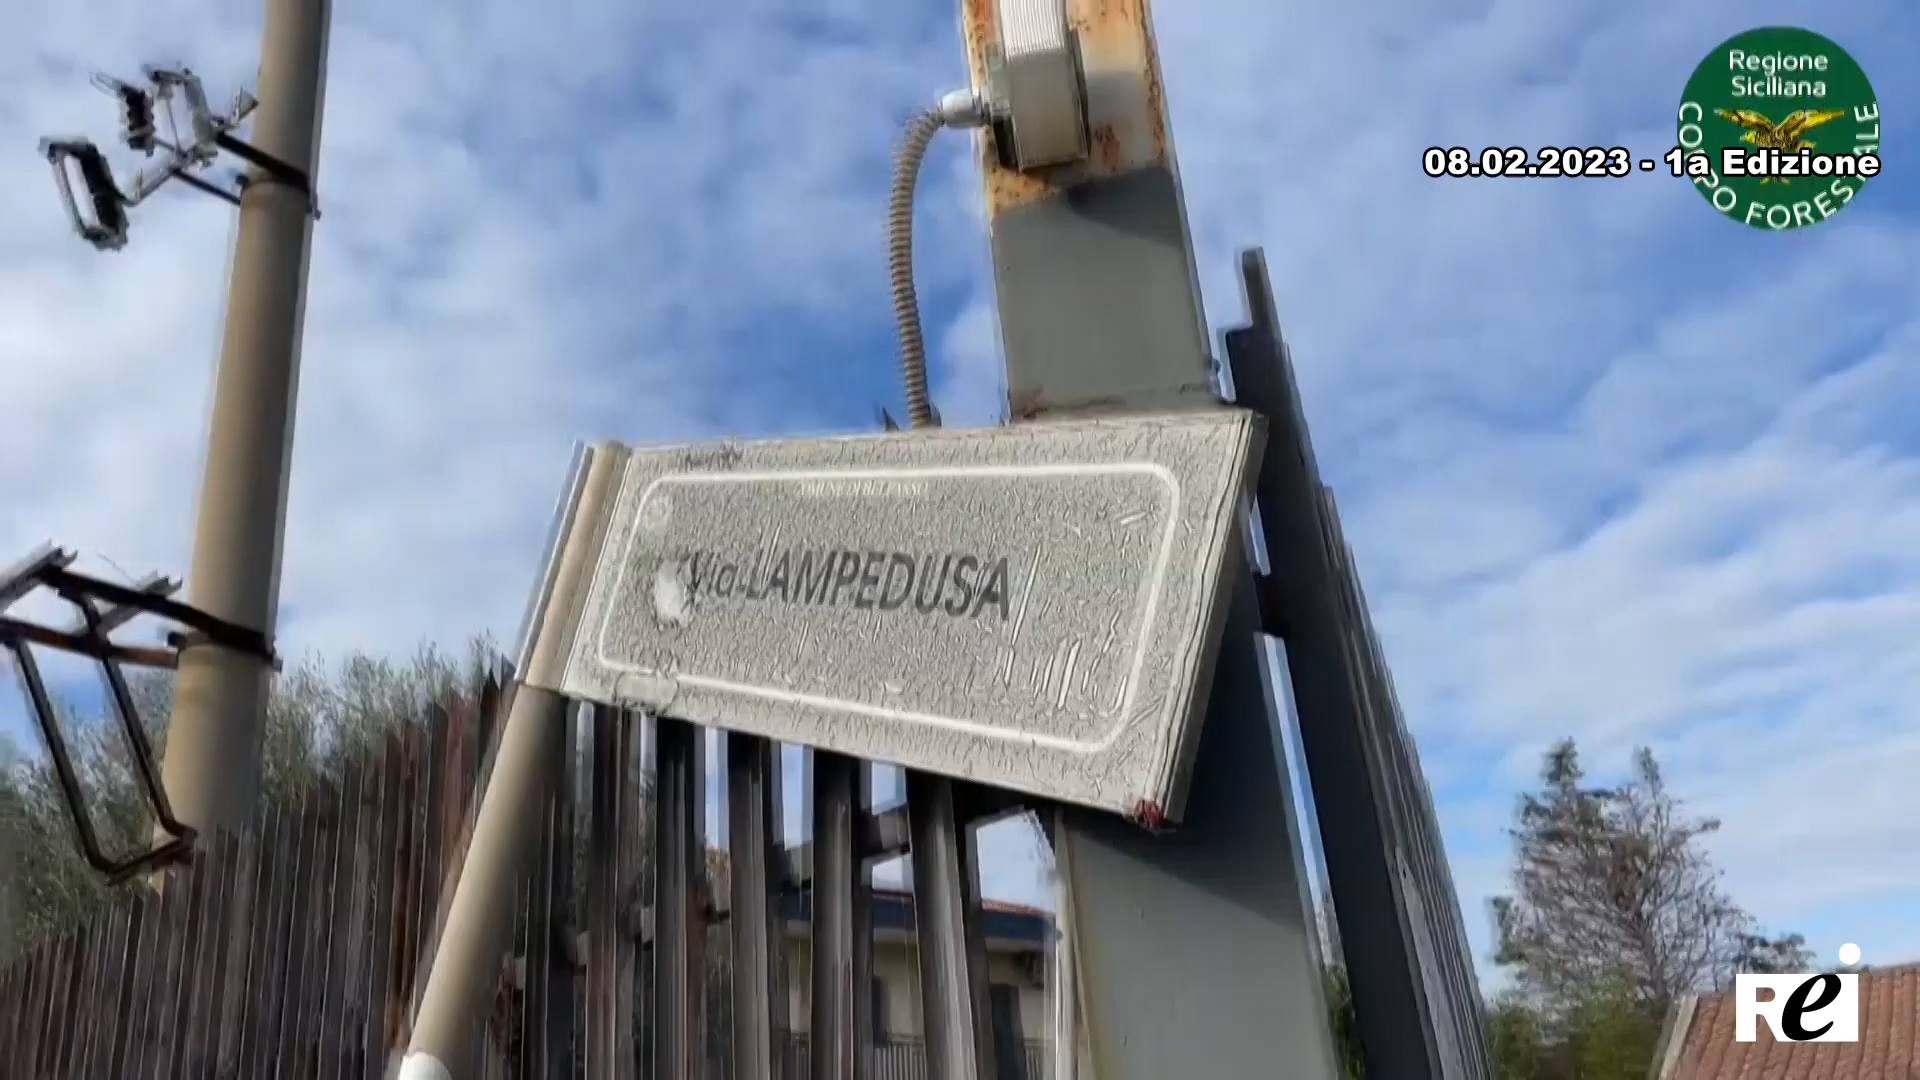 Regione
Siciliana
CORPO FORESTALE
08.02.2023 - 1a Edizione
Via LAMPEDUSA
Rei